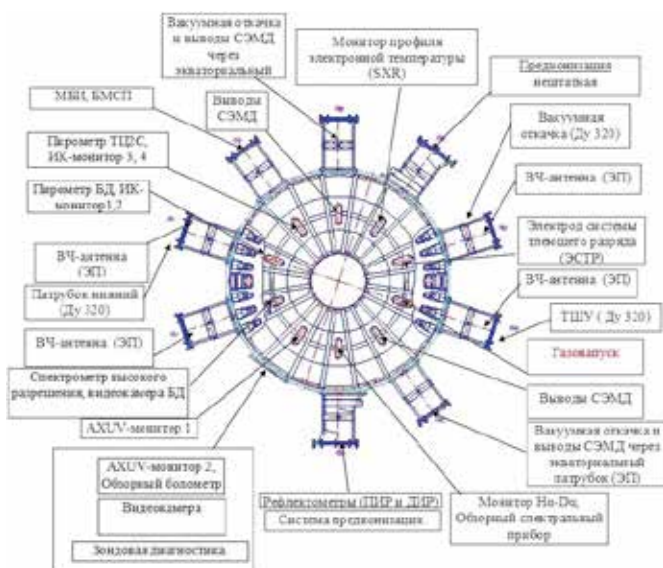 Вакуумная откачка
и выводы СЭМД
через
экваториальный
Монитор профиля
электронной температуры
(SXR)
Предионизация
нештатная
МБИ, БМСП
Выводы
СЭМД
Вакуумная
откачка (Ду 320)
Пирометр ТЦ2С,
ИК-монитор 3, 4
ВЧ-антенна (ЭП)
Пирометр БД, ИК-
монитор1,2
Электрод системы
тлеющего разряда
(ЭСТР)
ВЧ-антенна
(ЭП)
ВЧ-антенна (ЭП)
Патрубок нижний
(Ду 320)
ТШУ ( Ду 320)
ВЧ-антенна (ЭП)
Газонапуск
Спектрометр высокого
разрешения, видеокамера БД
Выводы СЭМД
AXUV-монитор 1
Вакуумная откачка и
выводы СЭМД через
экваториальный
патрубок (ЭП)
AXUV-монитор 2,
Обзорный болометр
Видеокамера
Зондовая диагностика
Рефлектометры (ПИР и ДИР)
Система предионизации
Монитор Hα-Dα,
Обзорный спектральный
прибор